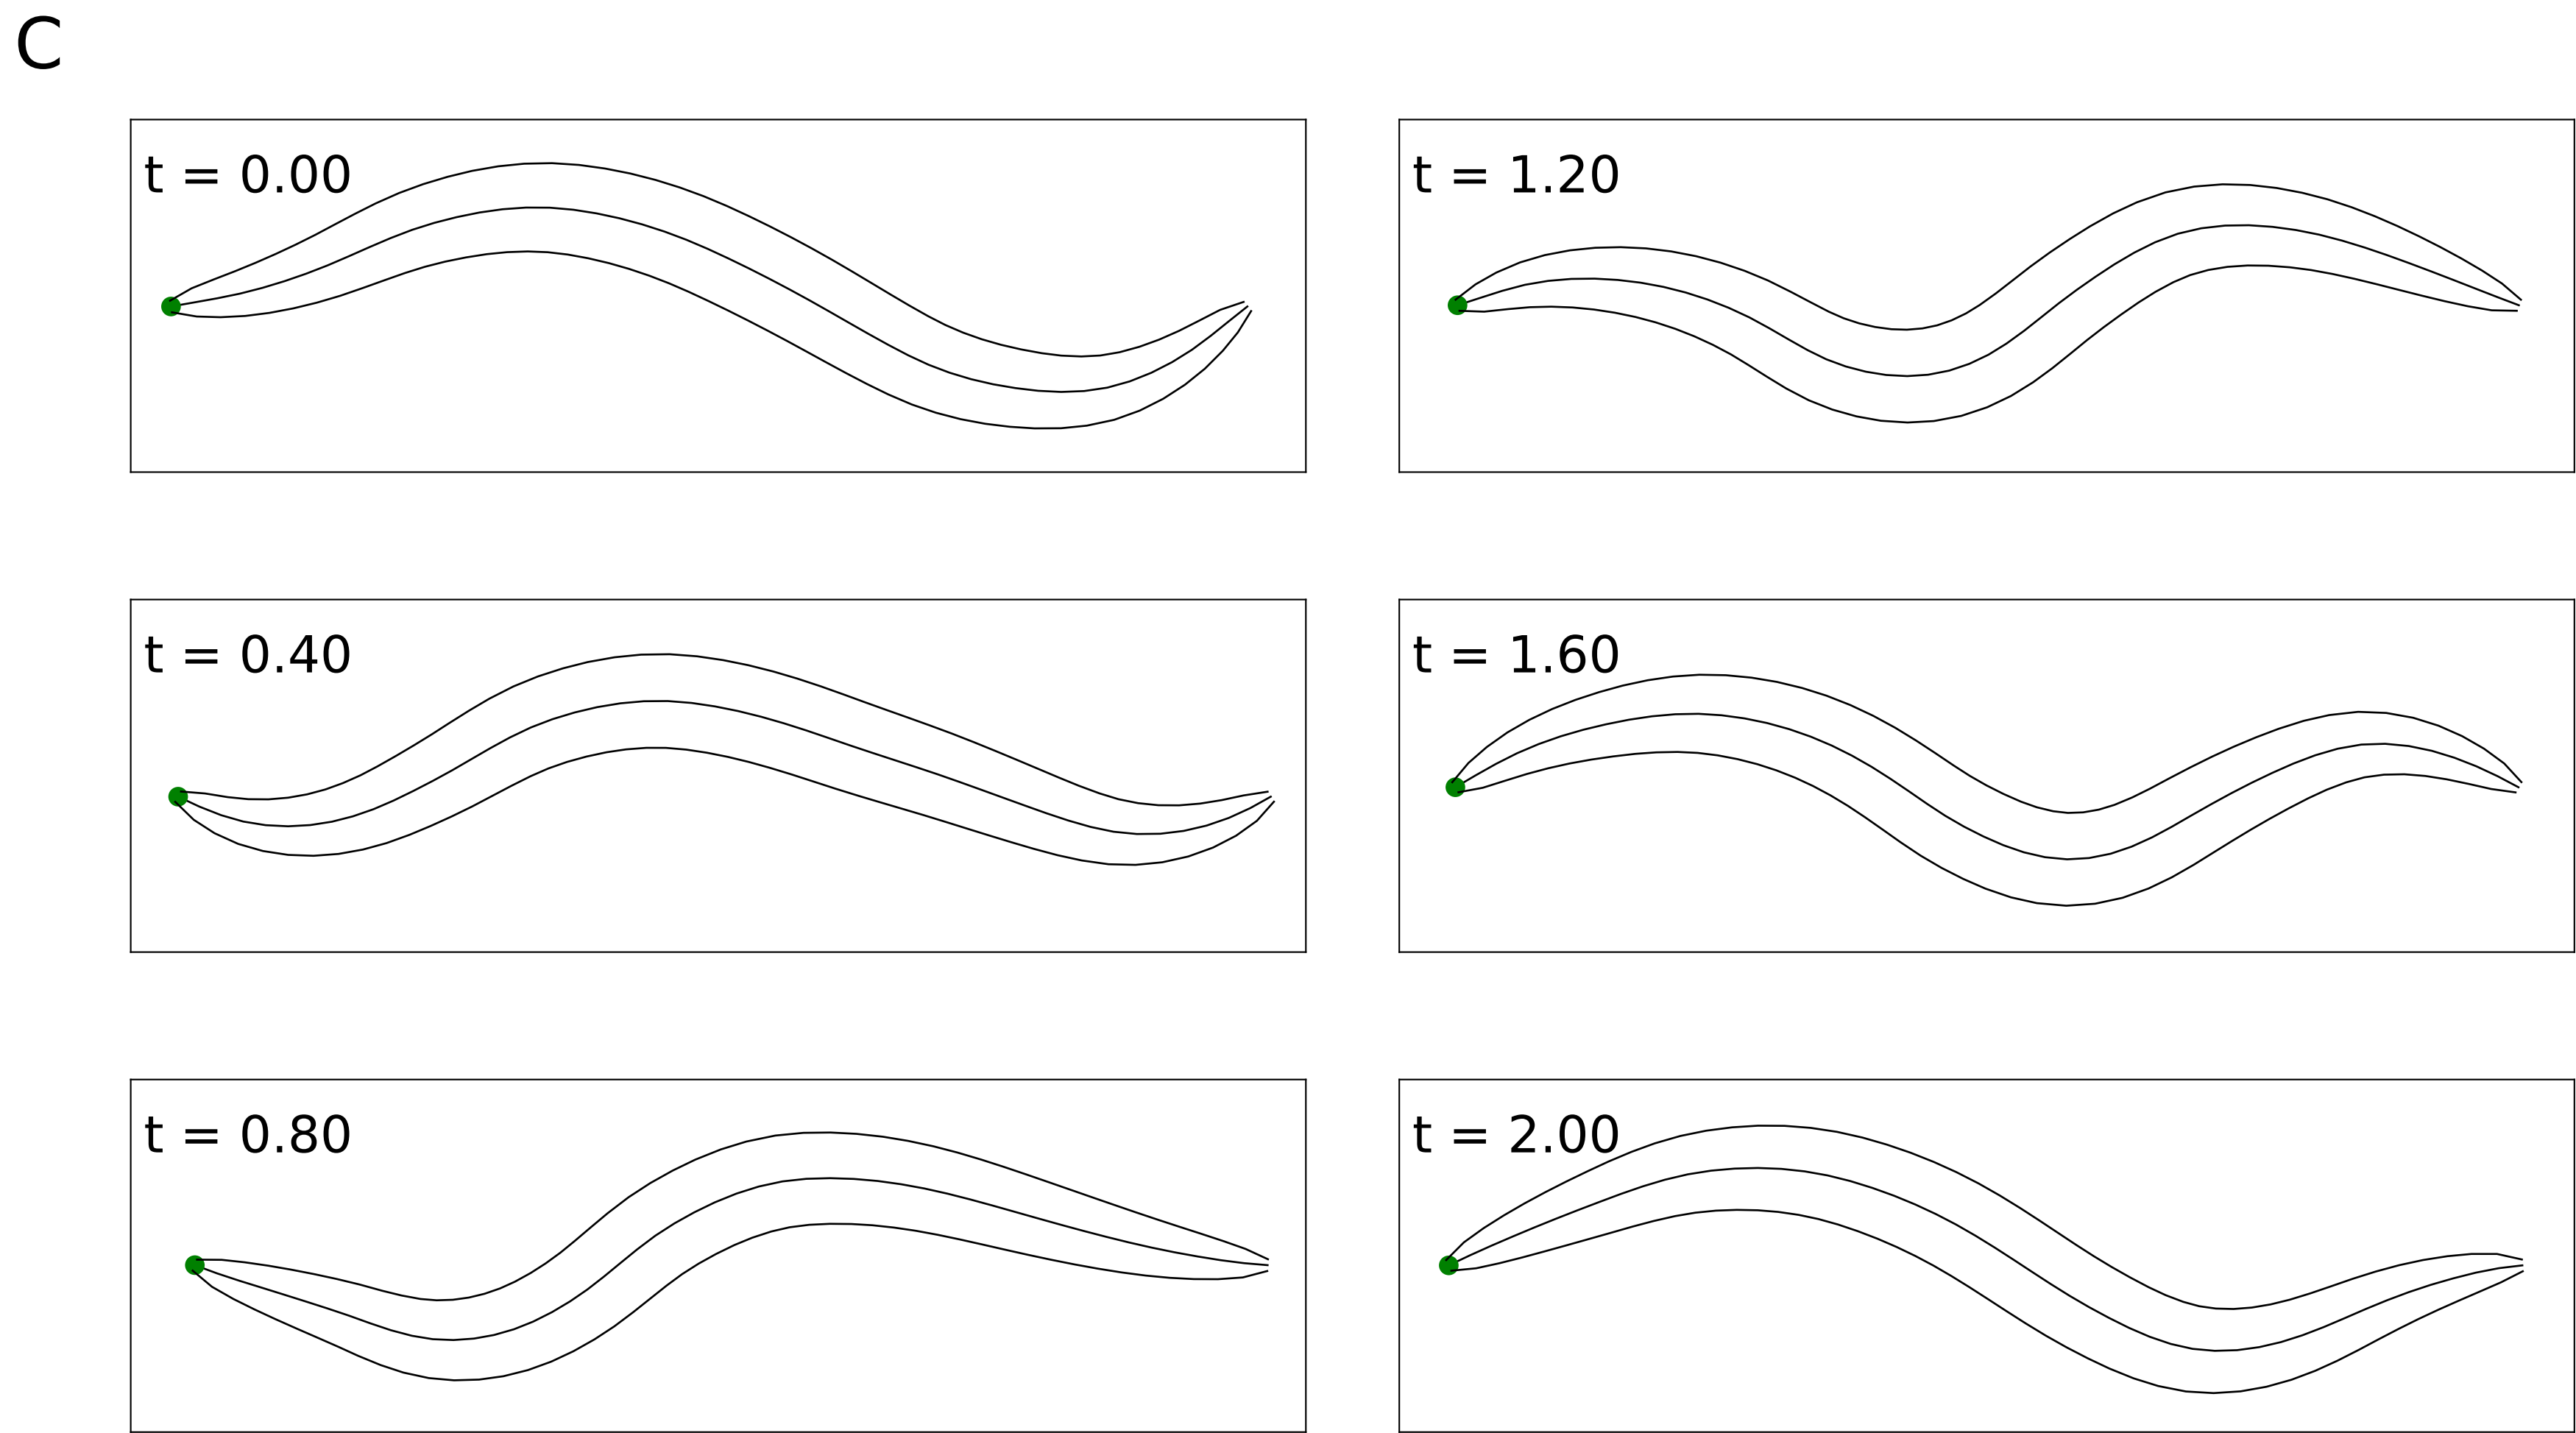 C
t = 0.00
t = 1.20
t = 0.40
t = 1.60
t = 0.80
t = 2.00